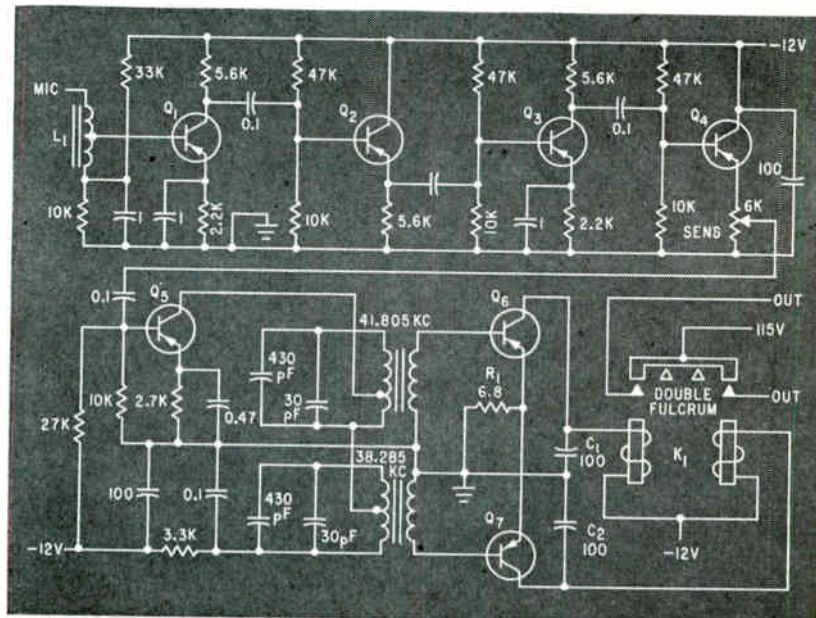 -12V
33K
5.6K
47K
47K
5.6K
47K
MIC
Q1
0.1
Q2
Q3
0.1
Q4
L1
100
10K
1
1
2.2K
10K
5.6K
10K
1
2.2K
10K
6K
SENS
0.1
Q5
41.805 KC
Q6
OUT
115V
430
pF
30
pF
R1
6.8
OUT
DOUBLE
FULCRUM
27K
10K
2.7K
0.47
C1
100
38.285
KC
K1
100
0.1
430
pF
30pF
Q7
C2
100
-12V
3.3K
-12V